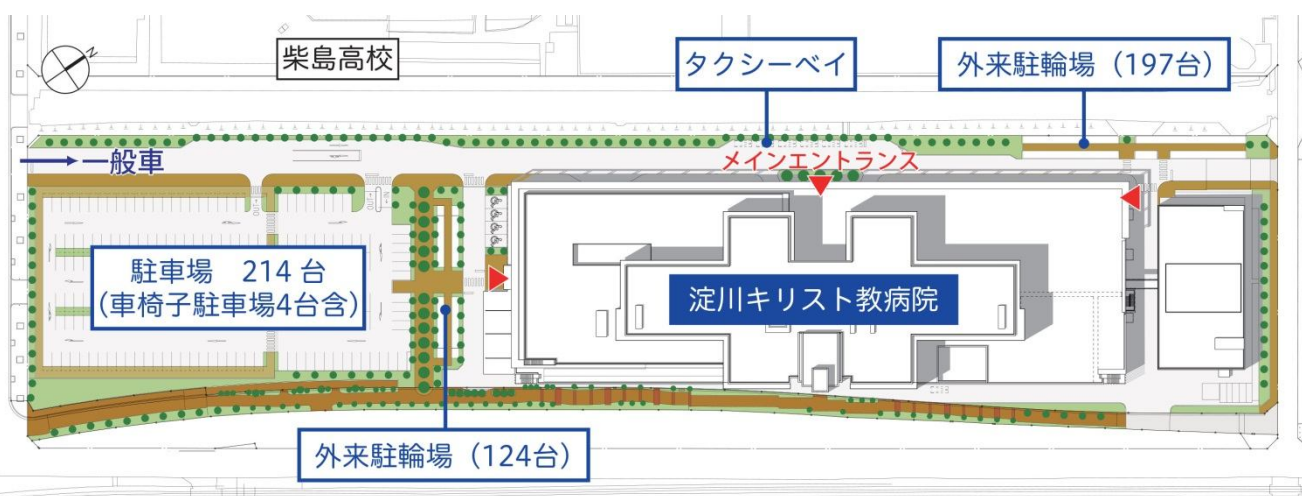 N
柴島高校
タクシーベイ
外来駐輪場（197台）
一般車
メインエントランス
駐車場　214 台
(車椅子駐車場4台含)
淀川キリスト教病院
外来駐輪場（124台）